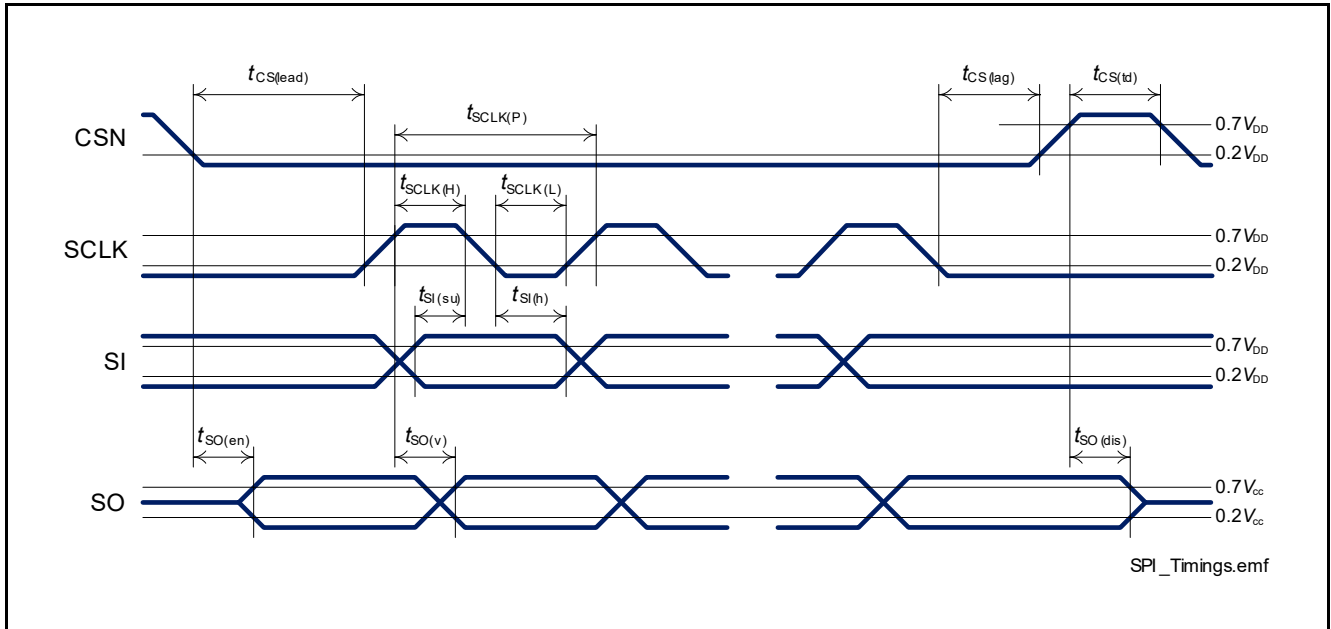 tCS(lead)
tCS(lag)
tCS(td)
tSCLK(P)
CSN
0.7VDD
0.2VDD
tSCLK(H)
tSCLK(L)
SCLK
0.7VDD
0.2VDD
tSI(su)
tSI(h)
SI
0.7VDD
0.2VDD
tSO(en)
tSO(v)
tSO(dis)
SO
0.7Vcc
0.2Vcc
SPI_Timings.emf